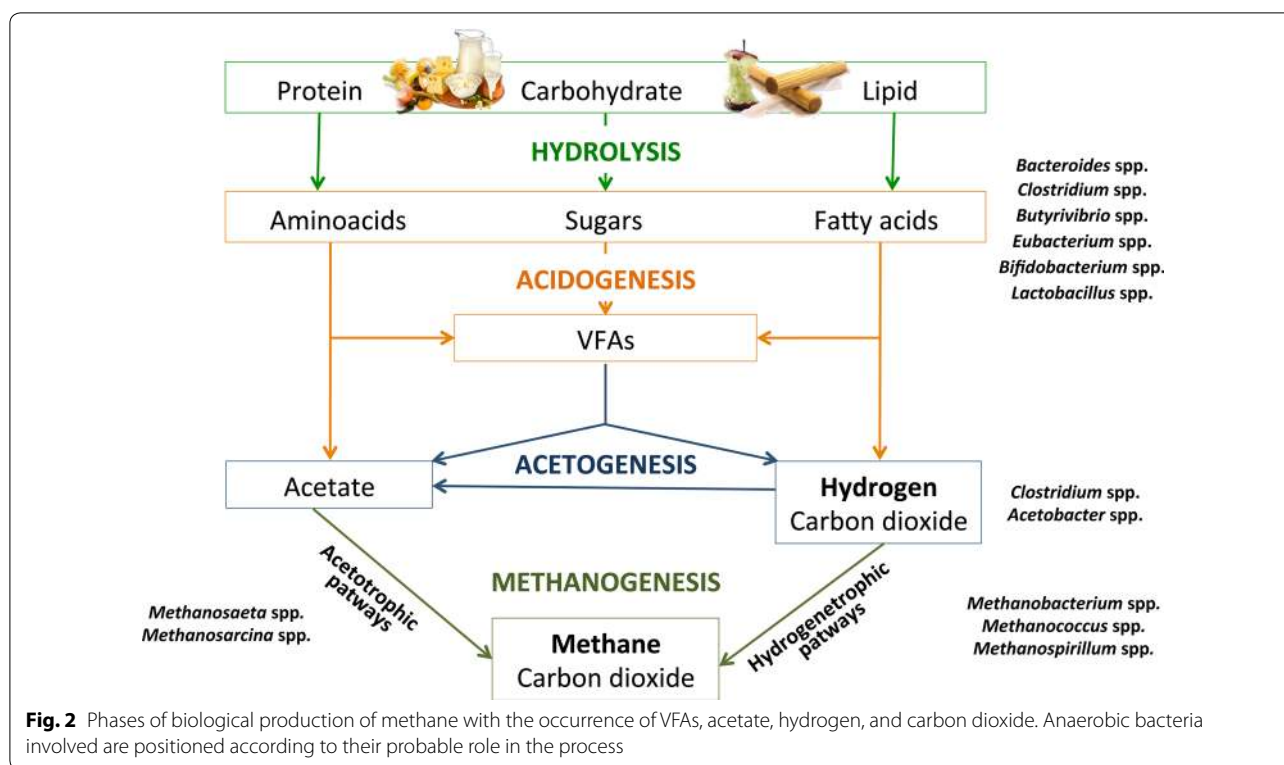 Protein
Carbohydrate
Lipid
HYDROLYSIS
Bacteroides spp.
Clostridium spp.
Butyrivibrio spp.
Eubacterium spp.
Bifidobacterium spp.
Lactobacillus spp.
Aminoacids
Sugars
Fatty acids
ACIDOGENESIS
VFAs
ACETOGENESIS
Acetate
Hydrogen
Carbon dioxide
Clostridium spp.
Acetobacter spp.
METHANOGENESIS
Acetotrophic
patways
Hydrogenetrophic
patways
Methanosaeta spp.
Methanosarcina spp.
Methanobacterium spp.
Methanococcus spp.
Methanospirillum spp.
Methane
Carbon dioxide
Fig. 2 Phases of biological production of methane with the occurrence of VFAs, acetate, hydrogen, and carbon dioxide. Anaerobic bacteria
involved are positioned according to their probable role in the process